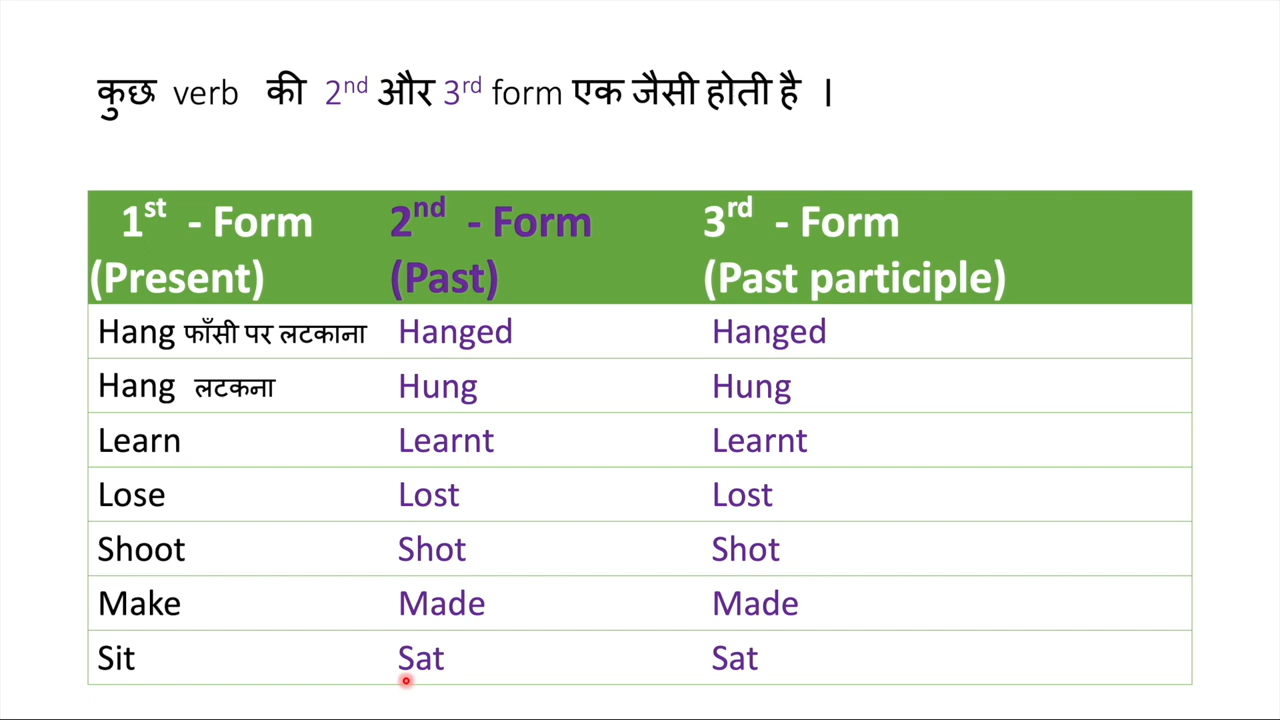 कुछ verb की 2nd और 3rd form एक जैसी होती है ।
1st - Form (Present) 2nd - Form (Past) 3rd - Form (Past participle)
Hang फाँसी पर लटकाना Hanged Hanged
Hang लटकना Hung Hung
Learn Learnt Learnt
Lose Lost Lost
Shoot Shot Shot
Make Made Made
Sit Sat Sat